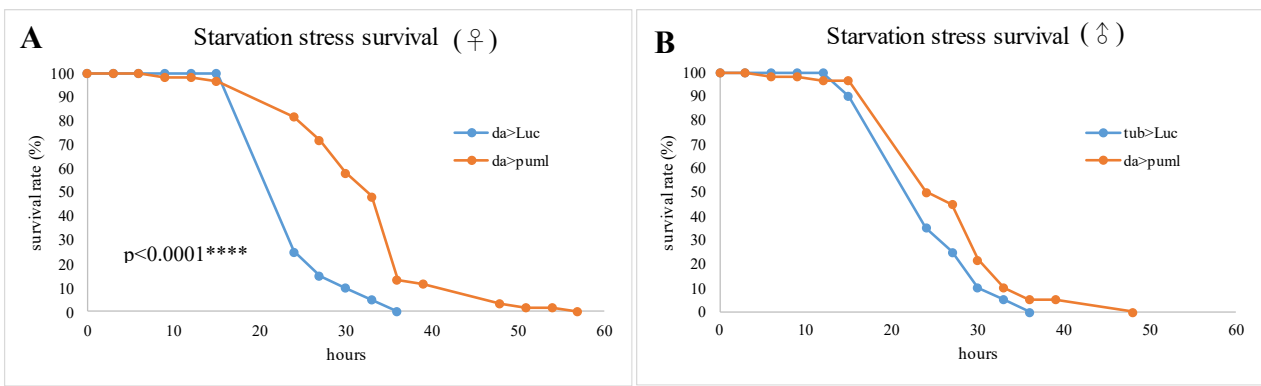 A
Starvation stress survival (♀)
100
90
80
70
60
50
40
30
20
10
0
survival rate (%)
da>Luc
da>puml
p<0.0001****
0 10 20 30 40 50 60
hours
B
Starvation stress survival (♂)
100
90
80
70
60
50
40
30
20
10
0
survival rate (%)
tub>Luc
da>puml
0 10 20 30 40 50 60
hours